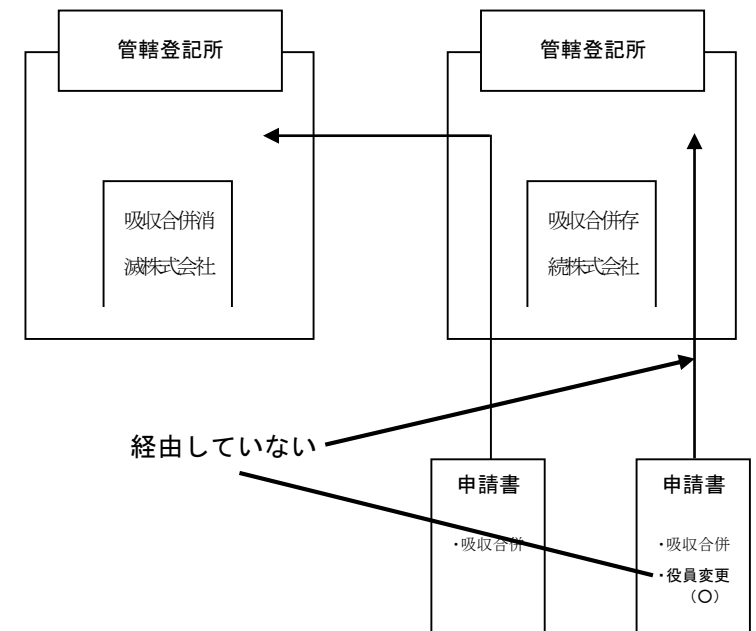 管轄登記所
管轄登記所
吸収合併消
滅株式会社
吸収合併存
続株式会社
経由していない
申請書
・吸収合併
申請書
・吸収合併
・役員変更
（○）